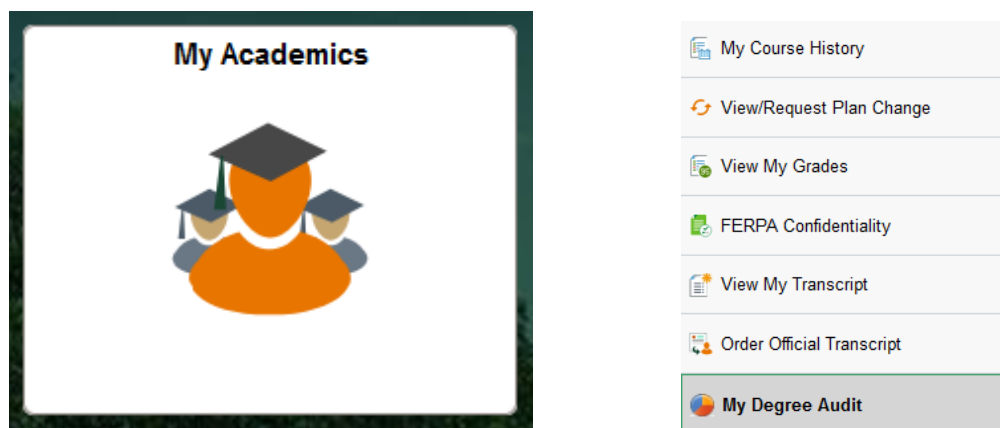 My Academics
My Course History
View/Request Plan Change
View My Grades
FERPA Confidentiality
View My Transcript
Order Official Transcript
My Degree Audit